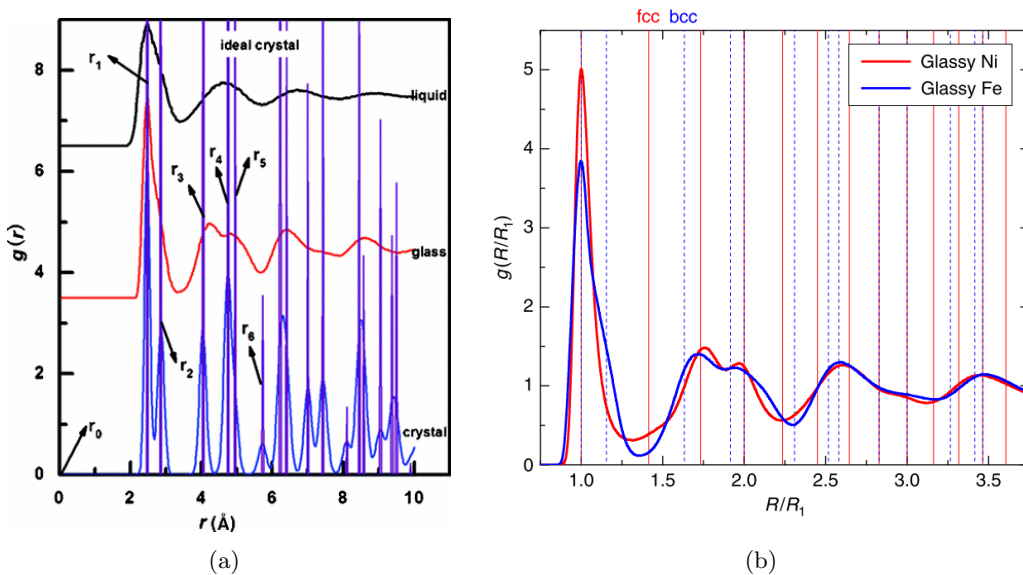 ideal crystal
r1
liquid
r4
r5
r3
glass
r6
r2
r0
crystal
8
6
4
2
0
g(r)
0 2 4 6 8 10
r (Å)
(a)
fcc bcc
Glassy Ni
Glassy Fe
5
4
3
2
1
0
g(R/R1)
1.0 1.5 2.0 2.5 3.0 3.5
R/R1
(b)